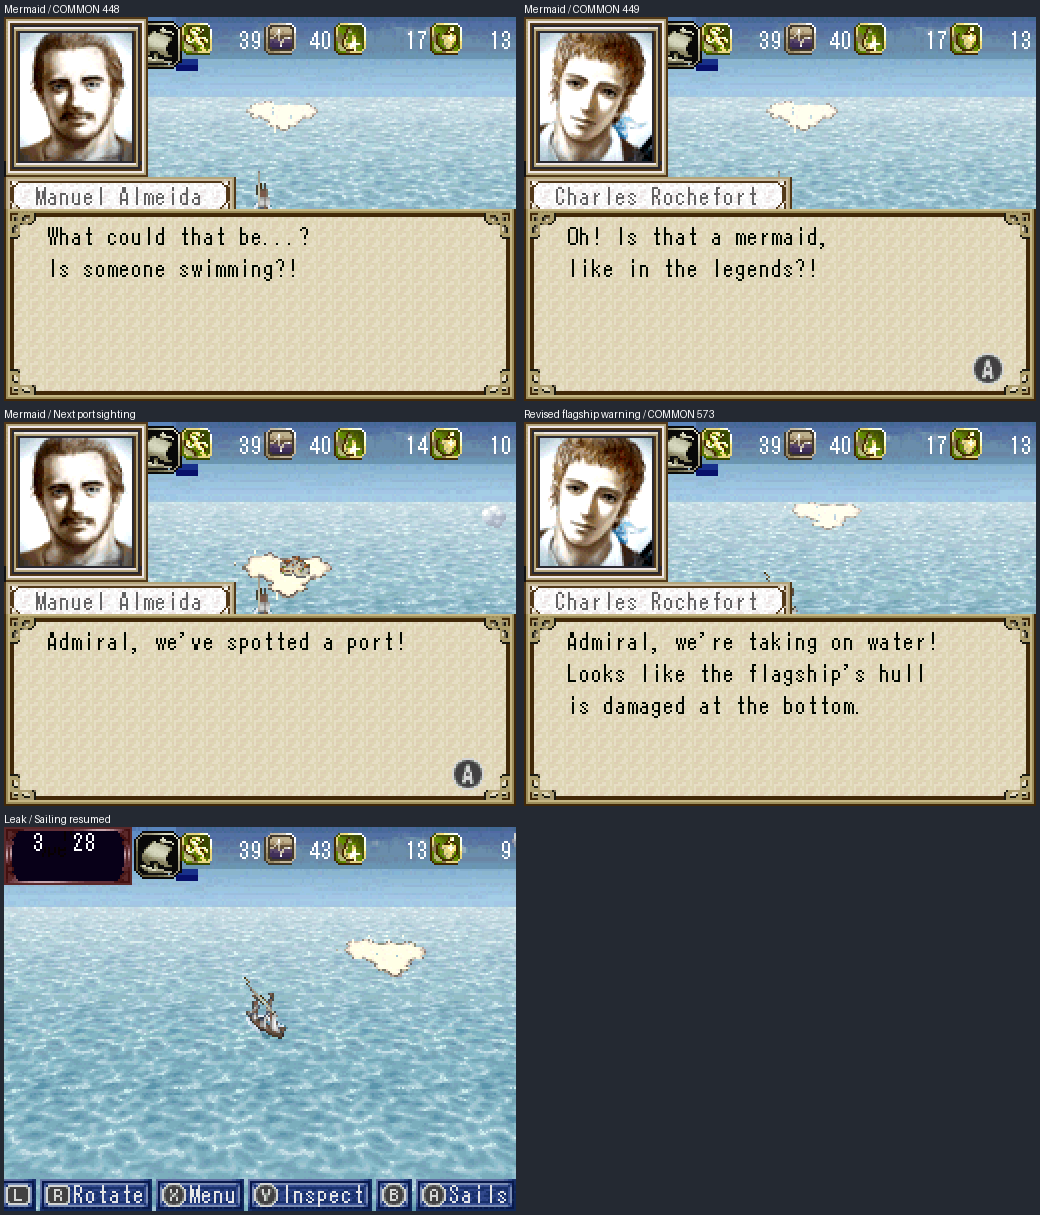 Mermaid / COMMON 448
39 40 17 13
Manuel Almeida
What could that be...?
Is someone swimming?!
Mermaid / COMMON 449
39 40 17 13
Charles Rochefort
Oh! Is that a mermaid,
like in the legends?!
A
Mermaid / Next port sighting
39 40 14 10
Manuel Almeida
Admiral, we've spotted a port!
A
Revised flagship warning / COMMON 573
39 40 17 13
Charles Rochefort
Admiral, we're taking on water!
Looks like the flagship's hull
is damaged at the bottom.
Leak / Sailing resumed
3 28 39 43 13 9
L R Rotate X Menu Y Inspect B A Sails